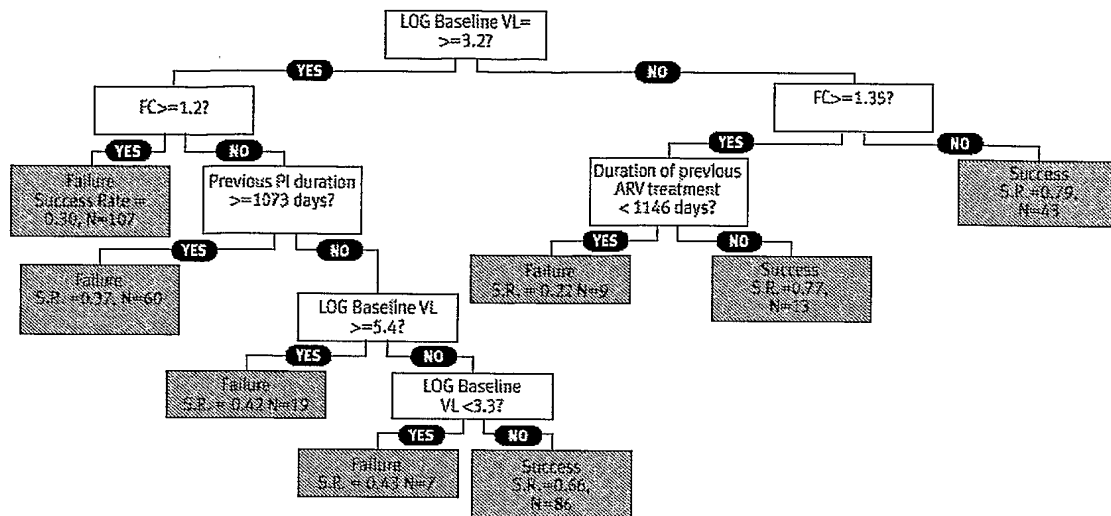 LOG Baseline VL=
>=3.2?
YES
NO
FC>=1.2?
FC>=1.35?
YES
NO
YES
NO
Failure
Success Rate =
0.30, N=107
Previous PI duration
>=1073 days?
Duration of previous
ARV treatment
< 1146 days?
Success
S.R.=0.79,
N=43
YES
NO
YES
NO
Failure
S.R. =0.37, N=60
Failure
S.R. = 0.22 N=9
Success
S.R.=0.77,
N=13
LOG Baseline VL
>=5.4?
YES
NO
Failure
S.R. = 0.42 N=19
LOG Baseline
VL <3.3?
YES
NO
Failure
S.R. = 0.43 N=7
Success
S.R.=0.66,
N=86